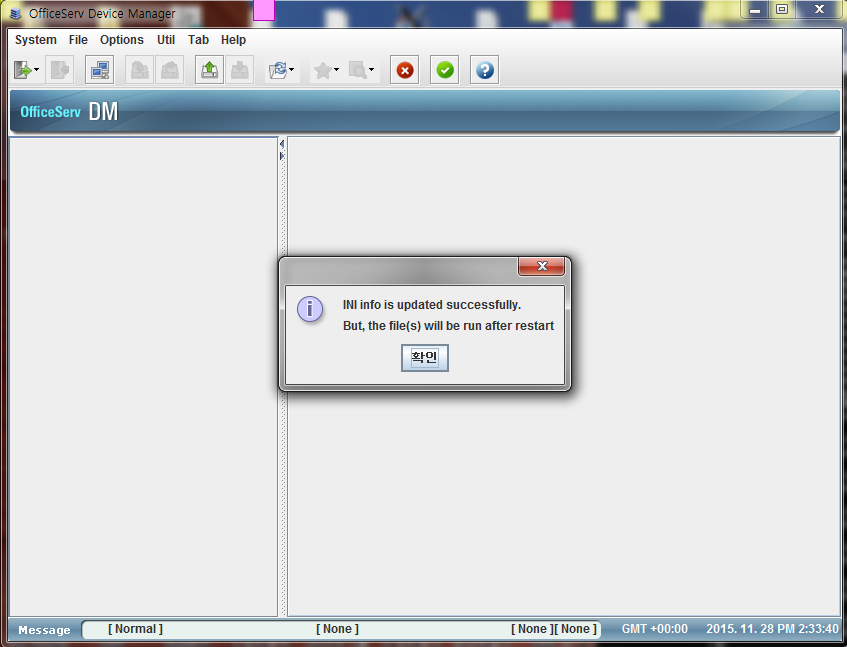 OfficeServ Device Manager
System File Options Util Tab Help
OfficeServ DM
INI info is updated successfully.
But, the file(s) will be run after restart
확인
Message [ Normal ] [ None ] [ None ][ None ] GMT +00:00 2015. 11. 28 PM 2:33:40